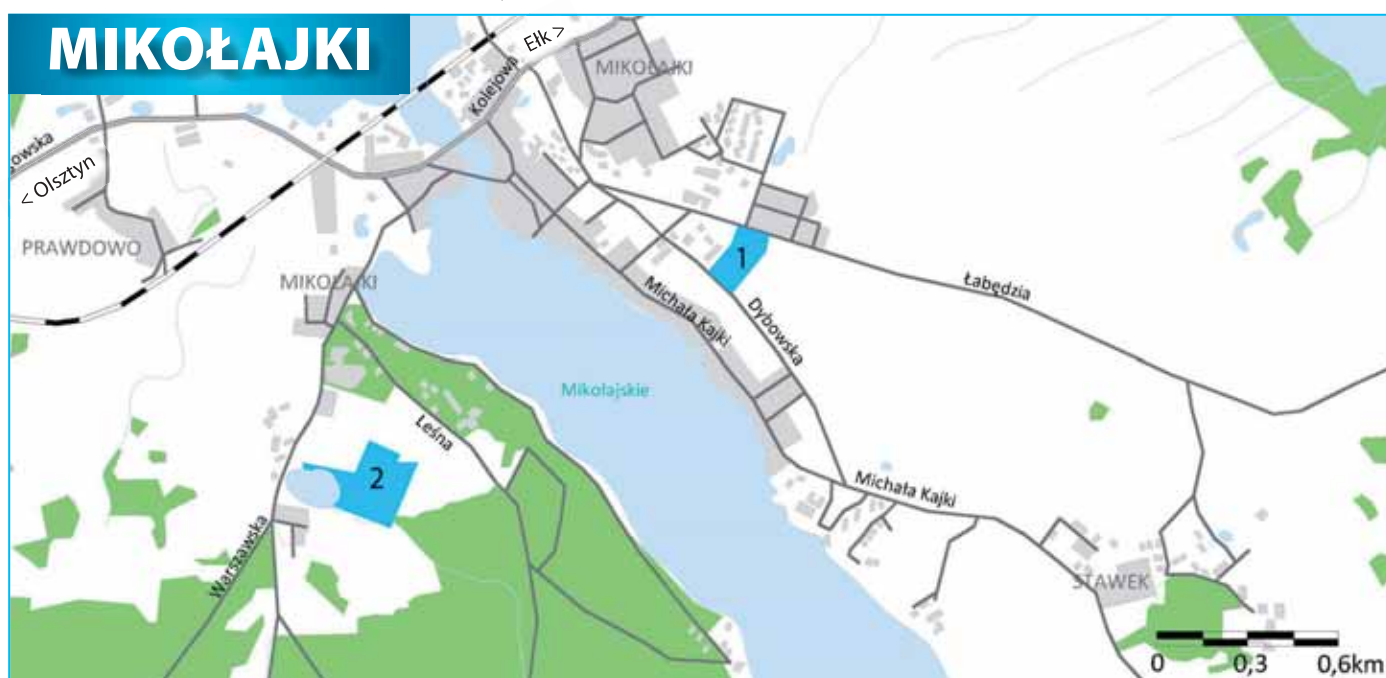 MIKOŁAJKI
Ełk >
Kolejowa
MIKOŁAJKI
< Olsztyn
PRAWDOWO
1
MIKOŁAJKI
Łabędzia
Michała Kajki
Dybowska
Mikołajskie
Leśna
2
Michała Kajki
Warszawska
STAWEK
0 0,3 0,6km